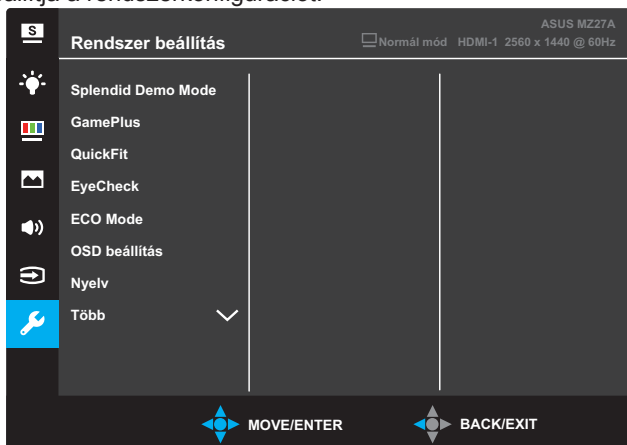 a rendszerkonfigurációt.
S
ASUS MZ27A
Rendszer beállítás
Normál mód HDMI-1 2560 x 1440 @ 60Hz
Splendid Demo Mode
GamePlus
QuickFit
EyeCheck
ECO Mode
OSD beállítás
Nyelv
Több
MOVE/ENTER
BACK/EXIT